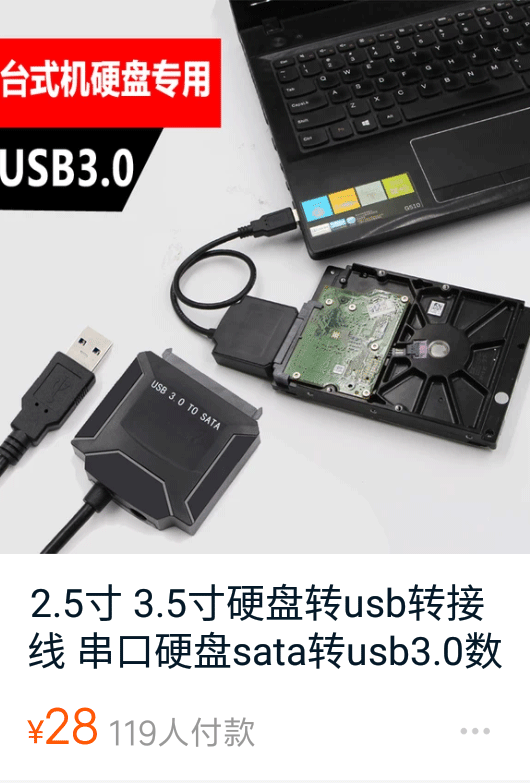 台式机硬盘专用
USB3.0
G510
USB 3.0 TO SATA
2.5寸 3.5寸硬盘转usb转接
线 串口硬盘sata转usb3.0数
¥28 119人付款